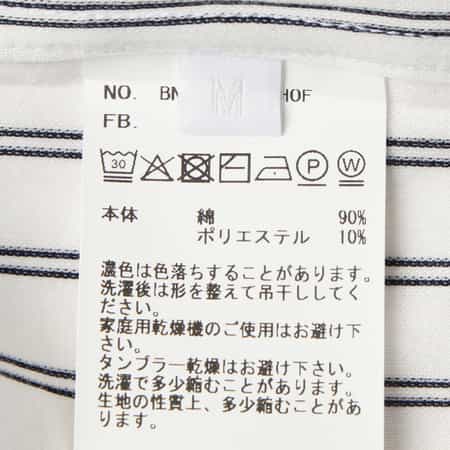 NO. BN HOF
M
FB.
30 P W
本体 綿 90%
ポリエステル 10%
濃色は色落ちすることがあります。
洗濯後は形を整えて吊干ししてく
ださい。
家庭用乾燥機のご使用はお避け下
さい。
タンブラー乾燥はお避け下さい。
洗濯で多少縮むことがあります。
生地の性質上、多少縮むことがあ
ります。